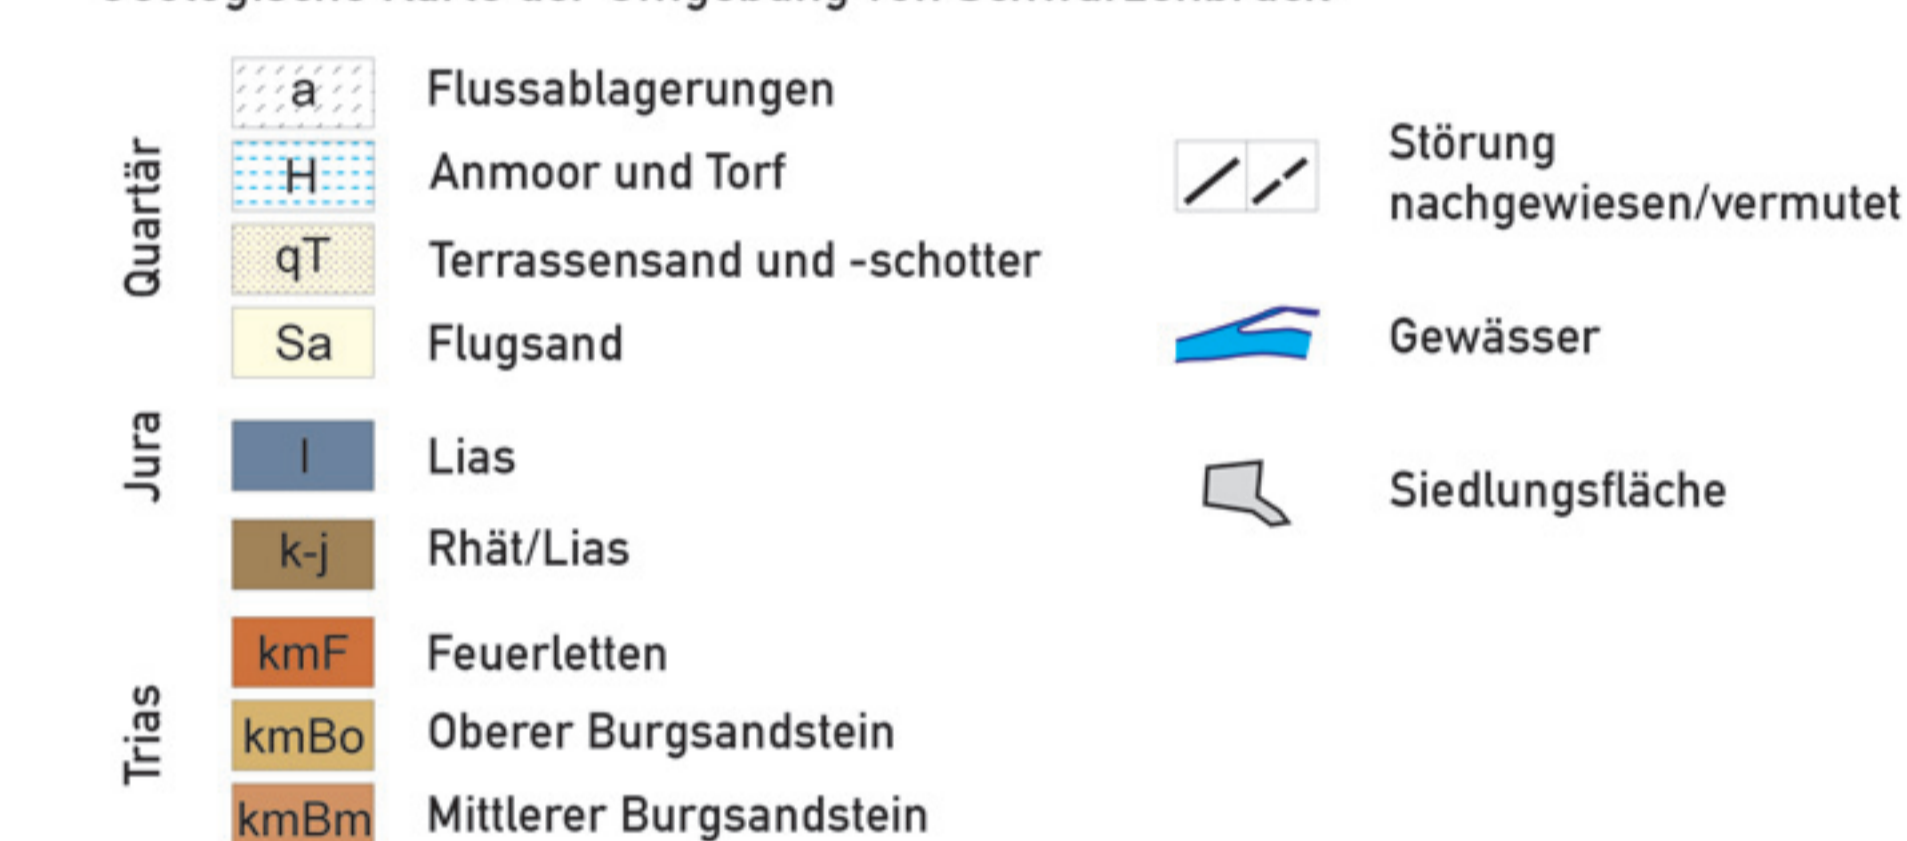 Quartär
a Flussablagerungen
H Anmoor und Torf
qT Terrassensand und -schotter
Sa Flugsand
Jura
l Lias
k-j Rhät/Lias
Trias
kmF Feuerletten
kmBo Oberer Burgsandstein
kmBm Mittlerer Burgsandstein
Störung
nachgewiesen/vermutet
Gewässer
Siedlungsfläche